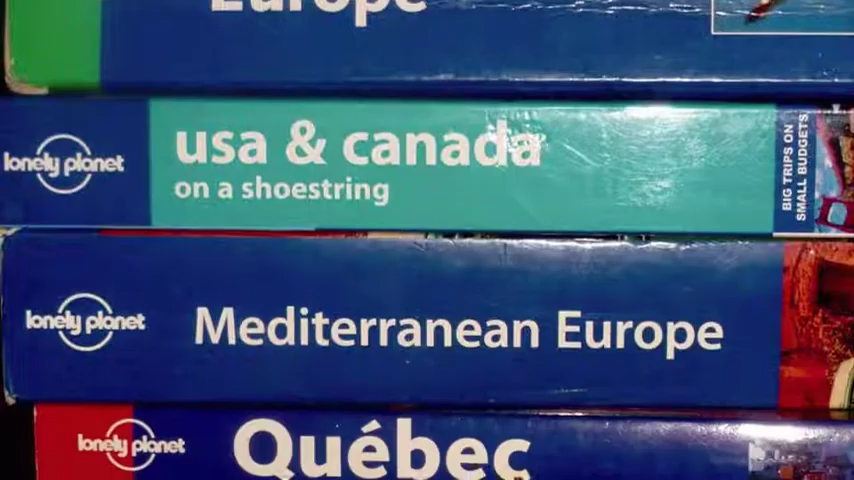 Europe
lonely planet
usa & canada
on a shoestring
BIG TRIPS ON
SMALL BUDGETS
lonely planet
Mediterranean Europe
lonely planet
Québec